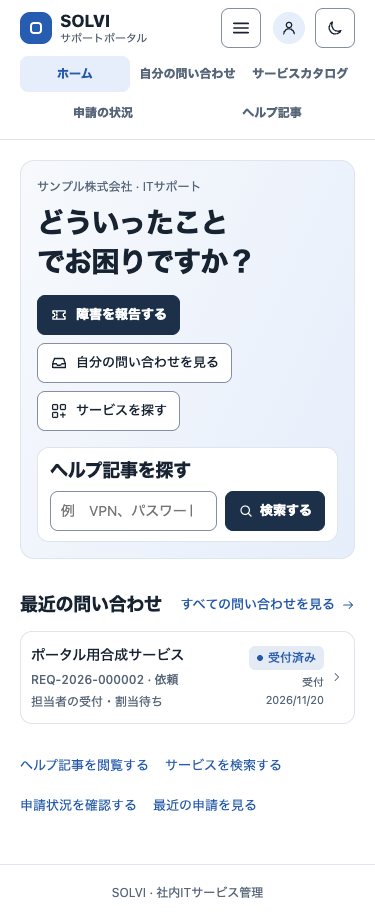 SOLVI
サポートポータル
ホーム
自分の問い合わせ
サービスカタログ
申請の状況
ヘルプ記事
サンプル株式会社 · ITサポート
どういったこと
でお困りですか？
障害を報告する
自分の問い合わせを見る
サービスを探す
ヘルプ記事を探す
例　VPN、パスワー
検索する
最近の問い合わせ
すべての問い合わせを見る →
ポータル用合成サービス
受付済み
REQ-2026-000002 · 依頼
受付
担当者の受付・割当待ち
2026/11/20
ヘルプ記事を閲覧する
サービスを検索する
申請状況を確認する
最近の申請を見る
SOLVI · 社内ITサービス管理